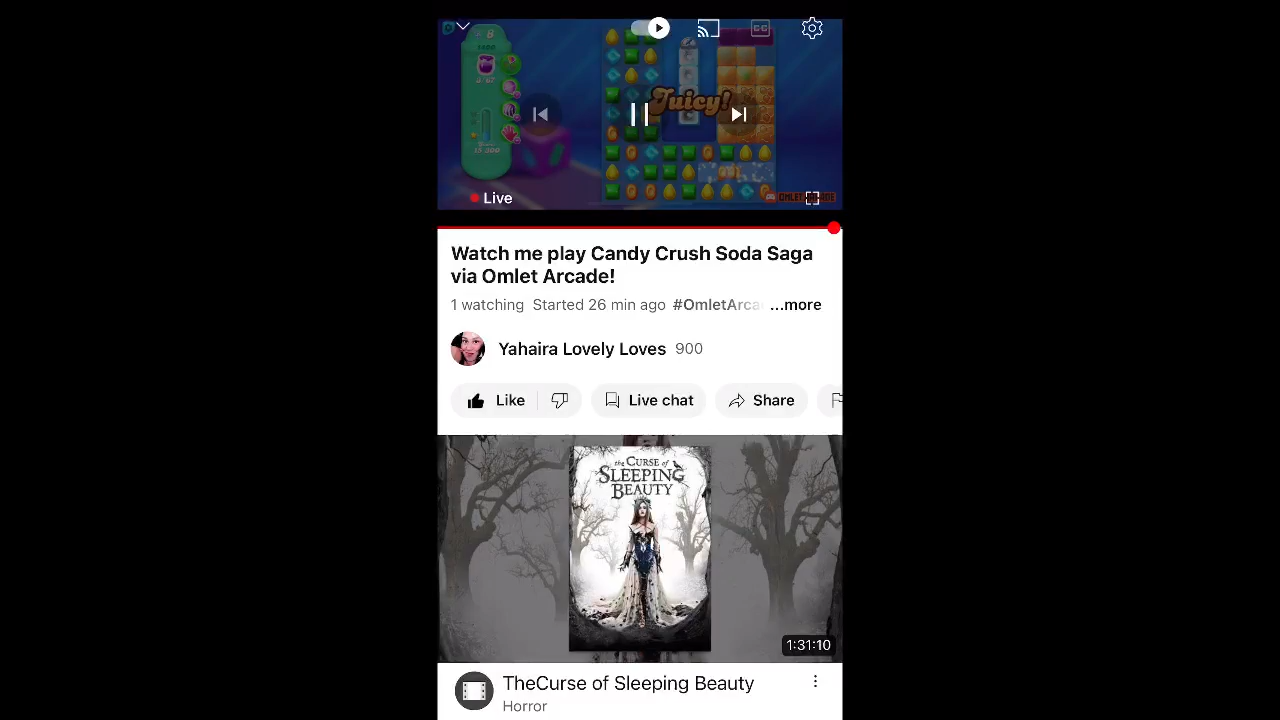 Juicy!
Live
Watch me play Candy Crush Soda Saga
via Omlet Arcade!
1 watching Started 26 min ago #OmletArca ...more
Yahaira Lovely Loves 900
Like Live chat Share
the CURSE of
SLEEPING
BEAUTY
1:31:10
TheCurse of Sleeping Beauty
Horror